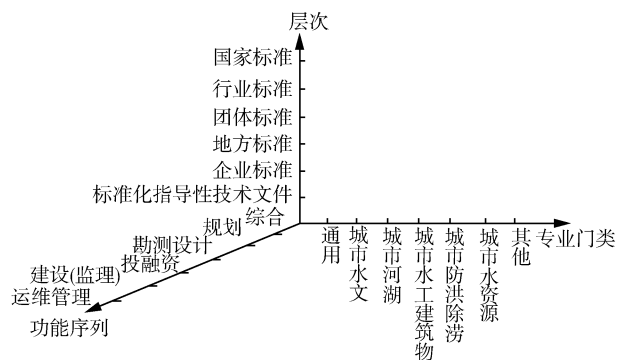 层次
国家标准
行业标准
团体标准
地方标准
企业标准
标准化指导性技术文件
综合
规划
勘测设计
投融资
建设(监理)
运维管理
功能序列
通用
城市水文
城市河湖
城市水工建筑物
城市防洪除涝
城市水资源
其他
专业门类